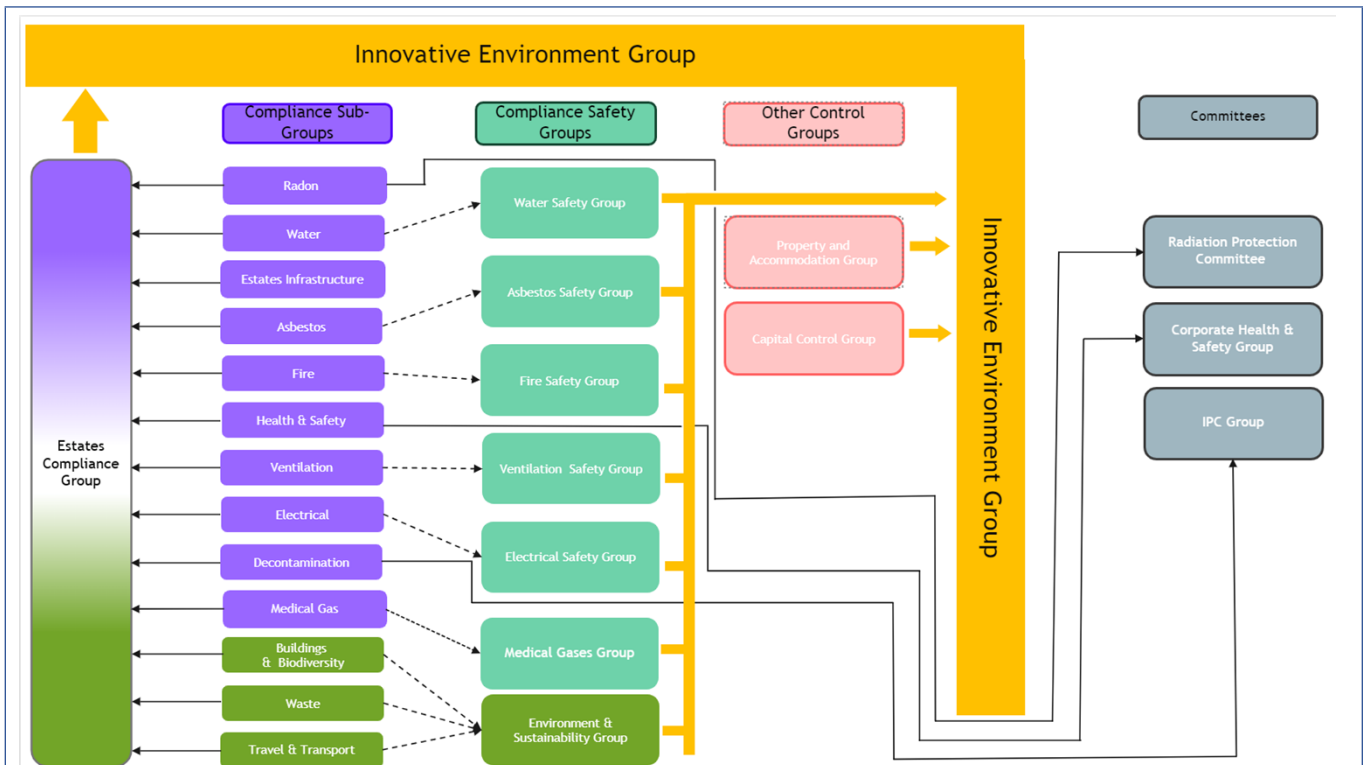 Innovative Environment Group
Compliance Sub-
Groups
Compliance Safety
Groups
Other Control
Groups
Committees
Radon
Water
Estates Infrastructure
Asbestos
Fire
Health & Safety
Ventilation
Electrical
Decontamination
Medical Gas
Buildings
& Biodiversity
Waste
Travel & Transport
Estates
Compliance
Group
Water Safety Group
Asbestos Safety Group
Fire Safety Group
Ventilation Safety Group
Electrical Safety Group
Medical Gases Group
Environment &
Sustainability Group
Property and
Accommodation Group
Capital Control Group
Innovative Environment Group
Radiation Protection
Committee
Corporate Health &
Safety Group
IPC Group